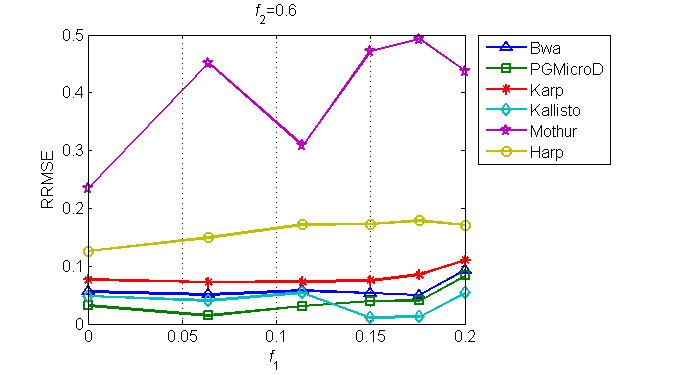 f2=0.6
0.5
0.4
0.3
0.2
0.1
0
RRMSE
0
0.05
0.1
0.15
0.2
f1
Bwa
PGMicroD
Karp
Kallisto
Mothur
Harp